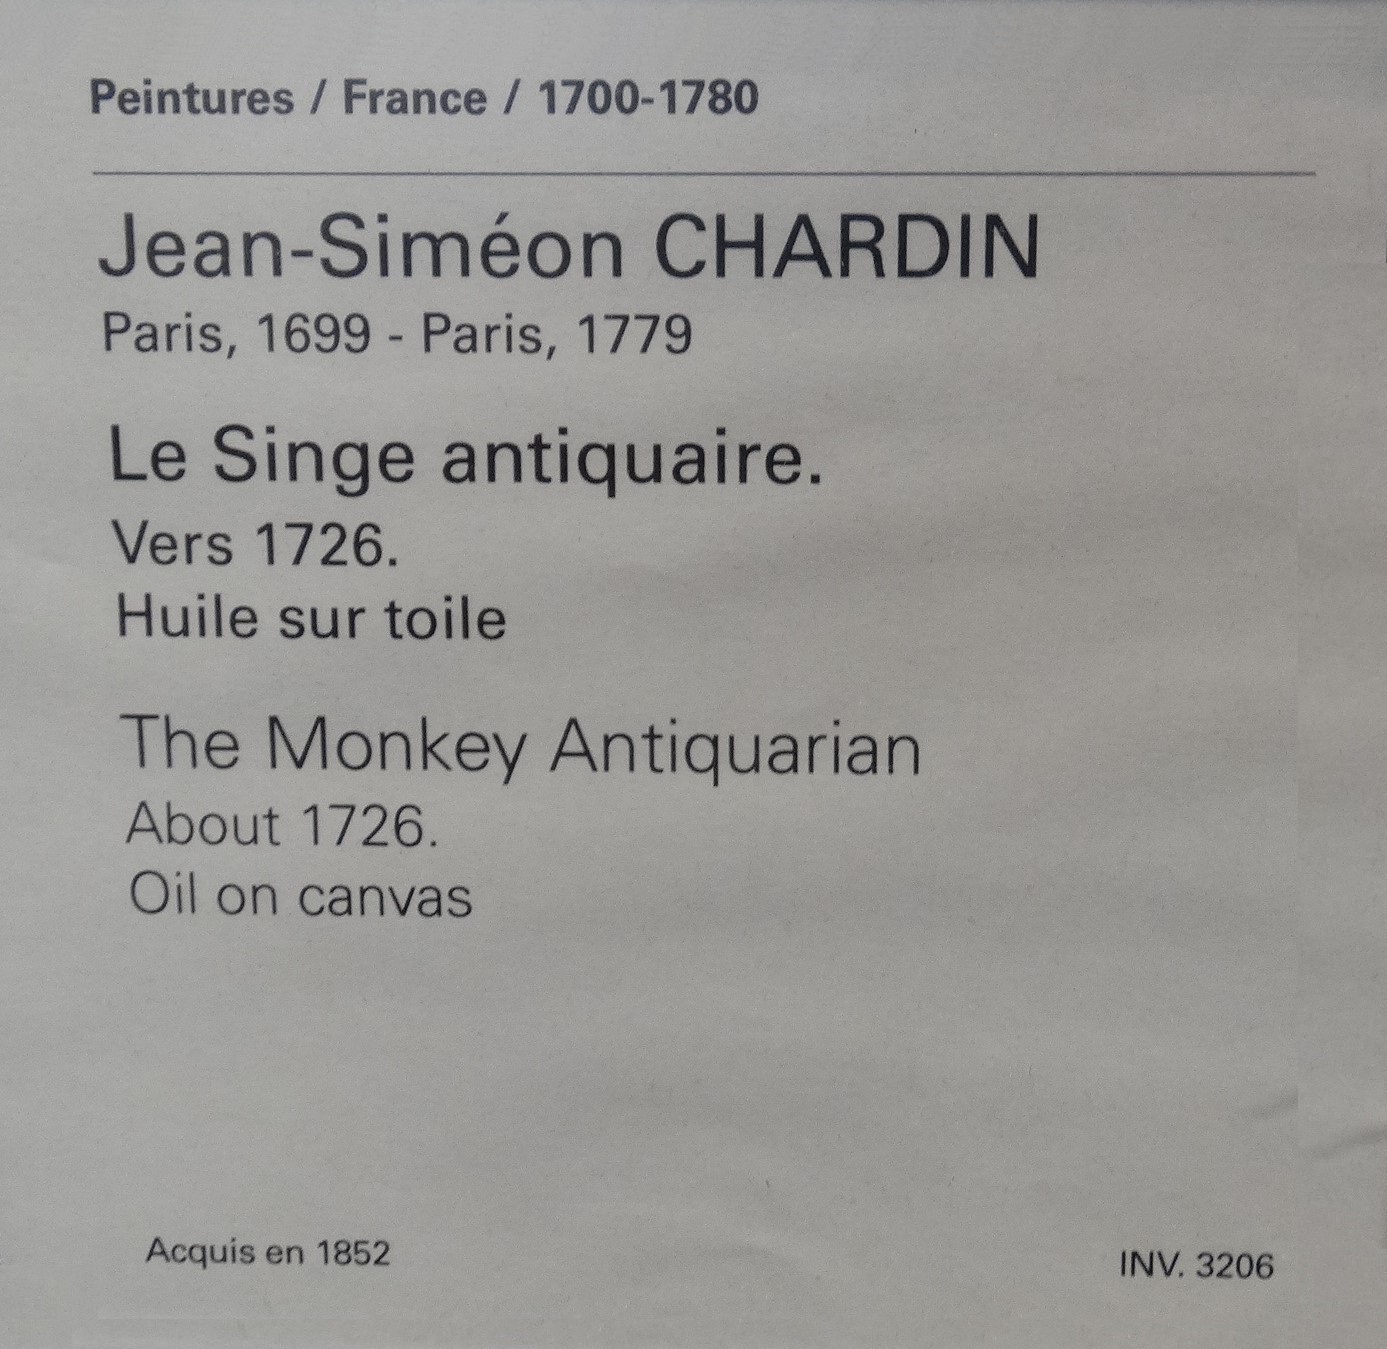 Peintures / France / 1700-1780
Jean-Siméon CHARDIN
Paris, 1699 - Paris, 1779
Le Singe antiquaire.
Vers 1726.
Huile sur toile
The Monkey Antiquarian
About 1726.
Oil on canvas
Acquis en 1852
INV. 3206